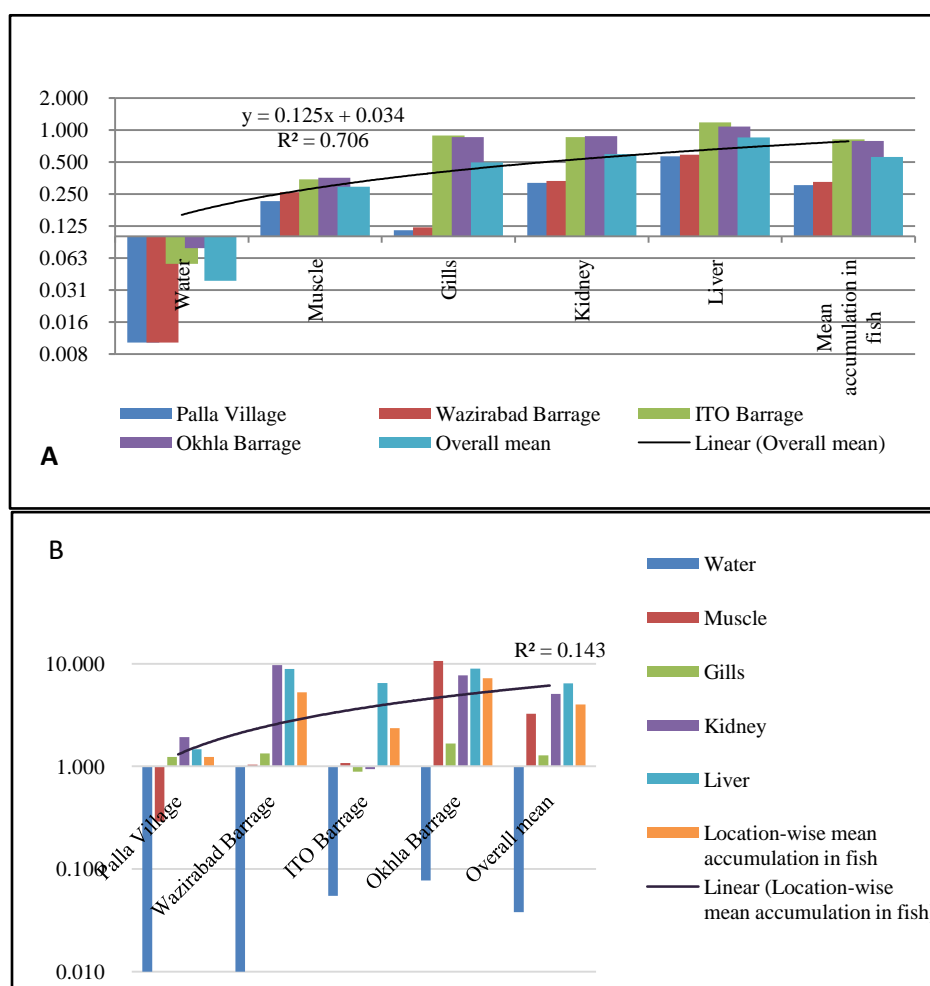 2.000
1.000
0.500
0.250
0.125
0.063
0.031
0.016
0.008
y = 0.125x + 0.034
R² = 0.706
Water
Muscle
Gills
Kidney
Liver
Mean
accumulation in
fish
Palla Village
Wazirabad Barrage
ITO Barrage
Okhla Barrage
Overall mean
Linear (Overall mean)
A
B
10.000
1.000
0.100
0.010
R² = 0.143
Palla Village
Wazirabad Barrage
ITO Barrage
Okhla Barrage
Overall mean
Water
Muscle
Gills
Kidney
Liver
Location-wise mean
accumulation in fish
Linear (Location-wise
mean accumulation in fish